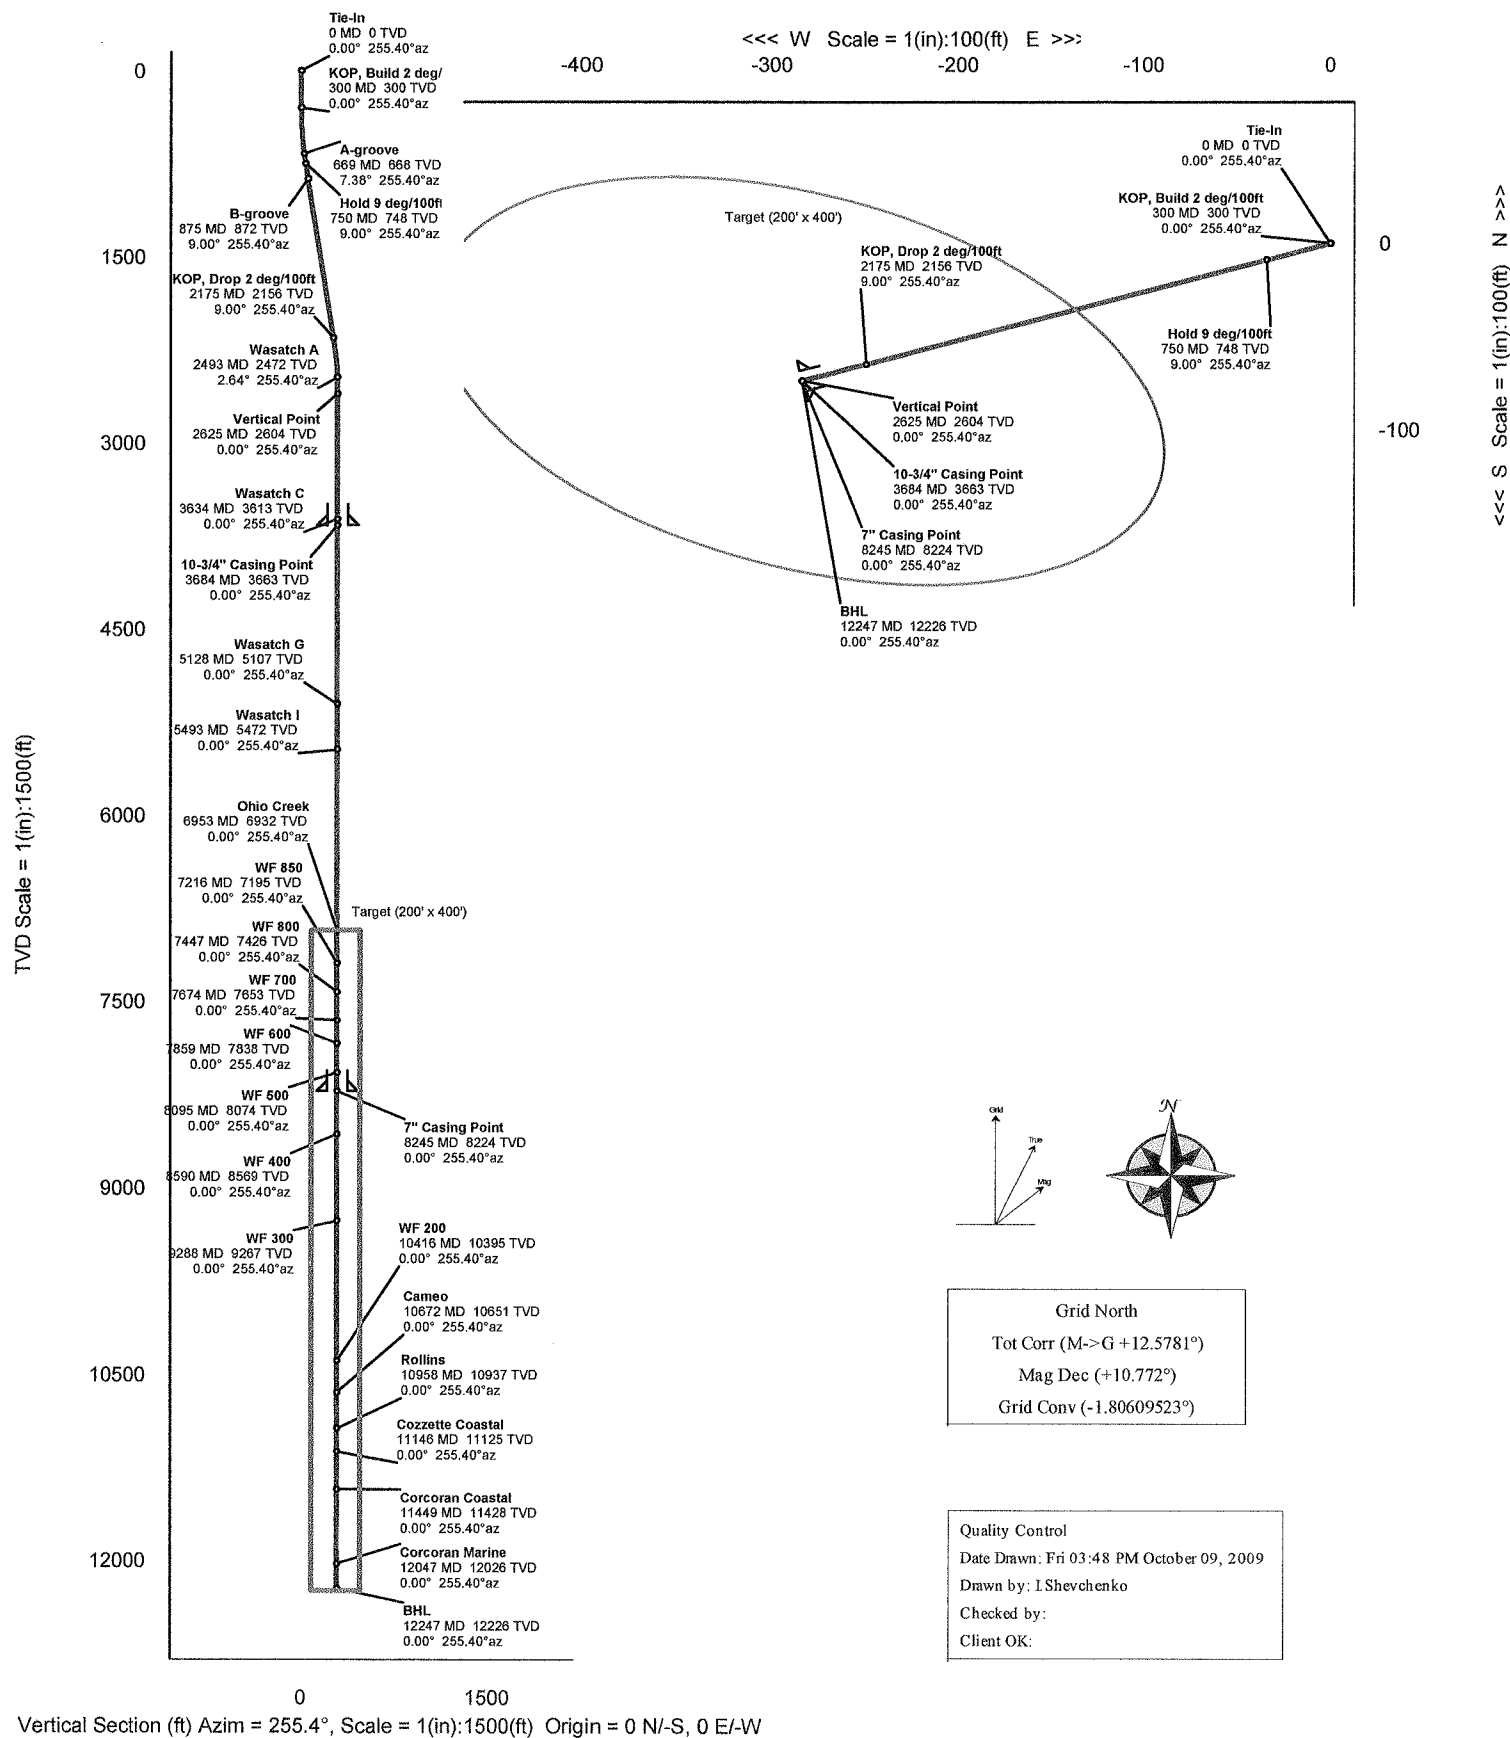 Tie-In
0 MD 0 TVD
0.00° 255.40°az
KOP, Build 2 deg/
300 MD 300 TVD
0.00° 255.40°az
A-groove
669 MD 668 TVD
7.38° 255.40°az
Hold 9 deg/100ft
750 MD 748 TVD
9.00° 255.40°az
B-groove
875 MD 872 TVD
9.00° 255.40°az
KOP, Drop 2 deg/100ft
2175 MD 2156 TVD
9.00° 255.40°az
Wasatch A
2493 MD 2472 TVD
2.64° 255.40°az
Vertical Point
2625 MD 2604 TVD
0.00° 255.40°az
Wasatch C
3634 MD 3613 TVD
0.00° 255.40°az
10-3/4" Casing Point
3684 MD 3663 TVD
0.00° 255.40°az
Wasatch G
5128 MD 5107 TVD
0.00° 255.40°az
Wasatch I
5493 MD 5472 TVD
0.00° 255.40°az
Ohio Creek
6953 MD 6932 TVD
0.00° 255.40°az
WF 850
7216 MD 7195 TVD
0.00° 255.40°az
Target (200' x 400')
WF 800
7447 MD 7426 TVD
0.00° 255.40°az
WF 700
7674 MD 7653 TVD
0.00° 255.40°az
WF 600
7859 MD 7838 TVD
0.00° 255.40°az
WF 500
8095 MD 8074 TVD
0.00° 255.40°az
7" Casing Point
8245 MD 8224 TVD
0.00° 255.40°az
WF 400
8590 MD 8569 TVD
0.00° 255.40°az
WF 300
9288 MD 9267 TVD
0.00° 255.40°az
WF 200
10416 MD 10395 TVD
0.00° 255.40°az
Cameo
10672 MD 10651 TVD
0.00° 255.40°az
Rollins
10958 MD 10937 TVD
0.00° 255.40°az
Cozzette Coastal
11146 MD 11125 TVD
0.00° 255.40°az
Corcoran Coastal
11449 MD 11428 TVD
0.00° 255.40°az
Corcoran Marine
12047 MD 12026 TVD
0.00° 255.40°az
BHL
12247 MD 12226 TVD
0.00° 255.40°az
0
1500
3000
4500
6000
7500
9000
10500
12000
TVD Scale = 1(in):1500(ft)
0 1500
Vertical Section (ft) Azim = 255.4°, Scale = 1(in):1500(ft) Origin = 0 N/-S, 0 E/-W
<<< W Scale = 1(in):100(ft) E >>>
-400 -300 -200 -100 0
Tie-In
0 MD 0 TVD
0.00° 255.40°az
KOP, Build 2 deg/100ft
300 MD 300 TVD
0.00° 255.40°az
Target (200' x 400')
KOP, Drop 2 deg/100ft
2175 MD 2156 TVD
9.00° 255.40°az
Hold 9 deg/100ft
750 MD 748 TVD
9.00° 255.40°az
Vertical Point
2625 MD 2604 TVD
0.00° 255.40°az
10-3/4" Casing Point
3684 MD 3663 TVD
0.00° 255.40°az
7" Casing Point
8245 MD 8224 TVD
0.00° 255.40°az
BHL
12247 MD 12226 TVD
0.00° 255.40°az
0
-100
<<< S Scale = 1(in):100(ft) N >>>
Grid
True
Mag
N
Grid North
Tot Corr (M->G +12.5781°)
Mag Dec (+10.772°)
Grid Conv (-1.80609523°)
Quality Control
Date Drawn: Fri 03:48 PM October 09, 2009
Drawn by: I.Shevchenko
Checked by:
Client OK: